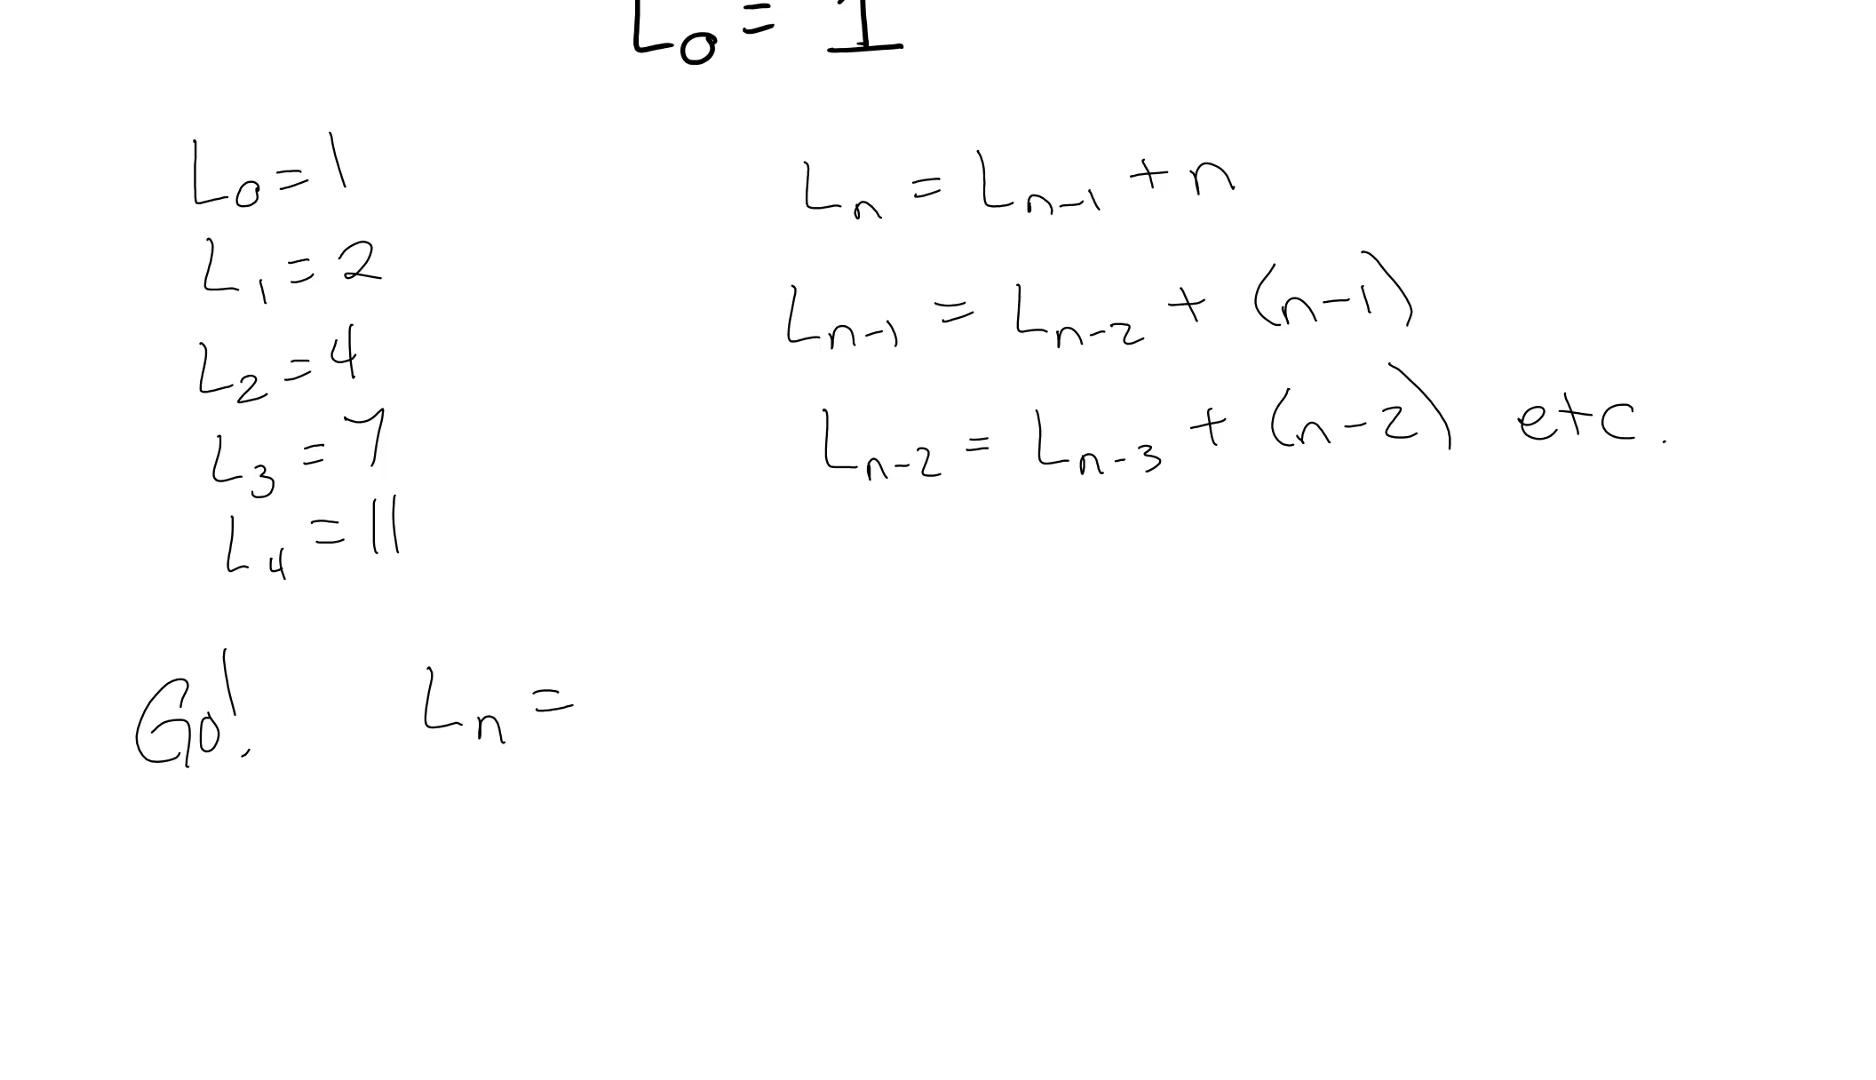 L₀ = 1
L₀ = 1
L₁ = 2
L₂ = 4
L₃ = 7
L₄ = 11
Lₙ = Lₙ₋₁ + n
Lₙ₋₁ = Lₙ₋₂ + (n-1)
Lₙ₋₂ = Lₙ₋₃ + (n-2) etc.
Go! Lₙ =